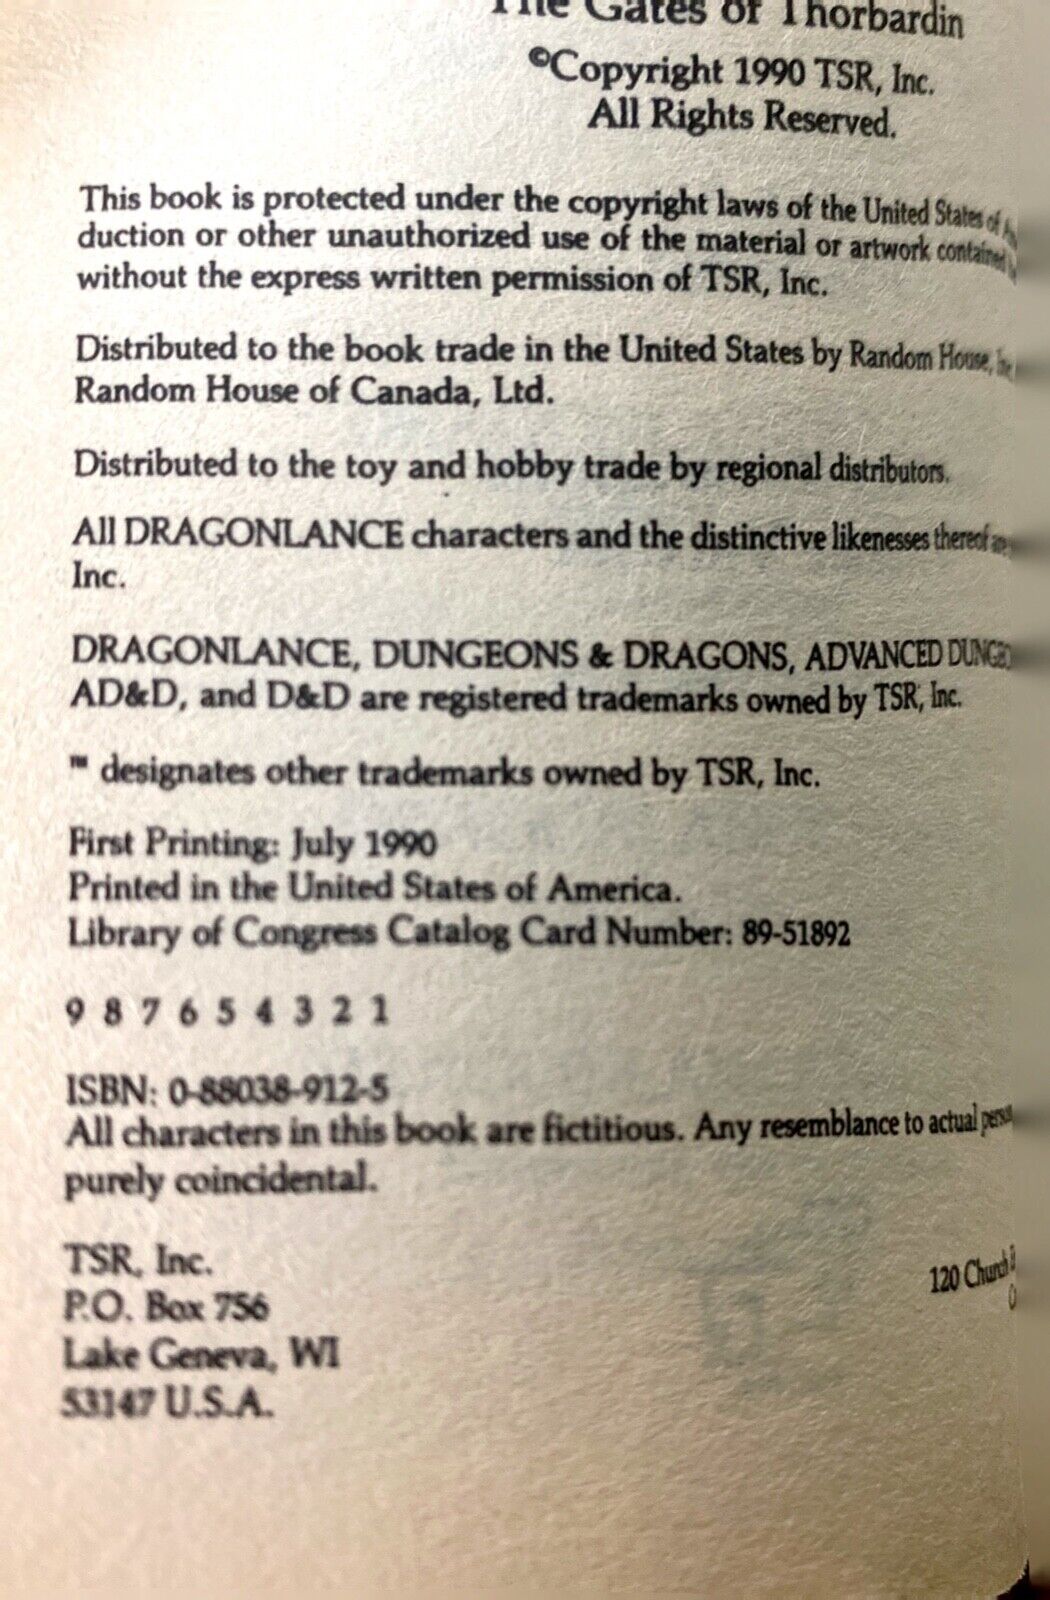 The Gates of Thorbardin
©Copyright 1990 TSR, Inc.
All Rights Reserved.
This book is protected under the copyright laws of the United States of
duction or other unauthorized use of the material or artwork contained
without the express written permission of TSR, Inc.
Distributed to the book trade in the United States by Random House,
Random House of Canada, Ltd.
Distributed to the toy and hobby trade by regional distributors.
All DRAGONLANCE characters and the distinctive likenesses thereof
Inc.
DRAGONLANCE, DUNGEONS & DRAGONS, ADVANCED
AD&D, and D&D are registered trademarks owned by TSR, Inc.
™ designates other trademarks owned by TSR, Inc.
First Printing: July 1990
Printed in the United States of America.
Library of Congress Catalog Card Number: 89-51892
9 8 7 6 5 4 3 2 1
ISBN: 0-88038-912-5
All characters in this book are fictitious. Any resemblance to actual
purely coincidental.
TSR, Inc.
P.O. Box 756
Lake Geneva, WI
53147 U.S.A.
120 Church